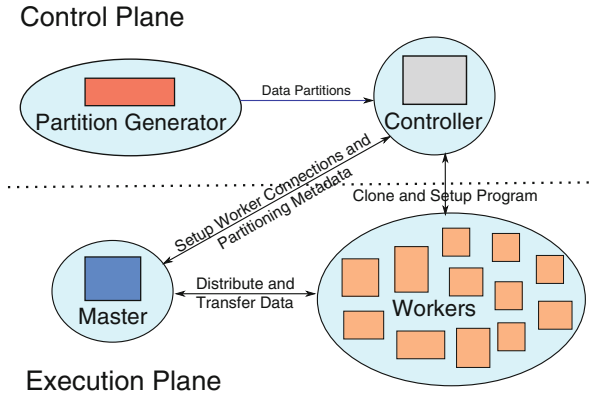 Control Plane
Data Partitions
Partition Generator
Controller
Setup Worker Connections and
Partitioning Metadata
Clone and Setup Program
Distribute and
Transfer Data
Workers
Master
Execution Plane